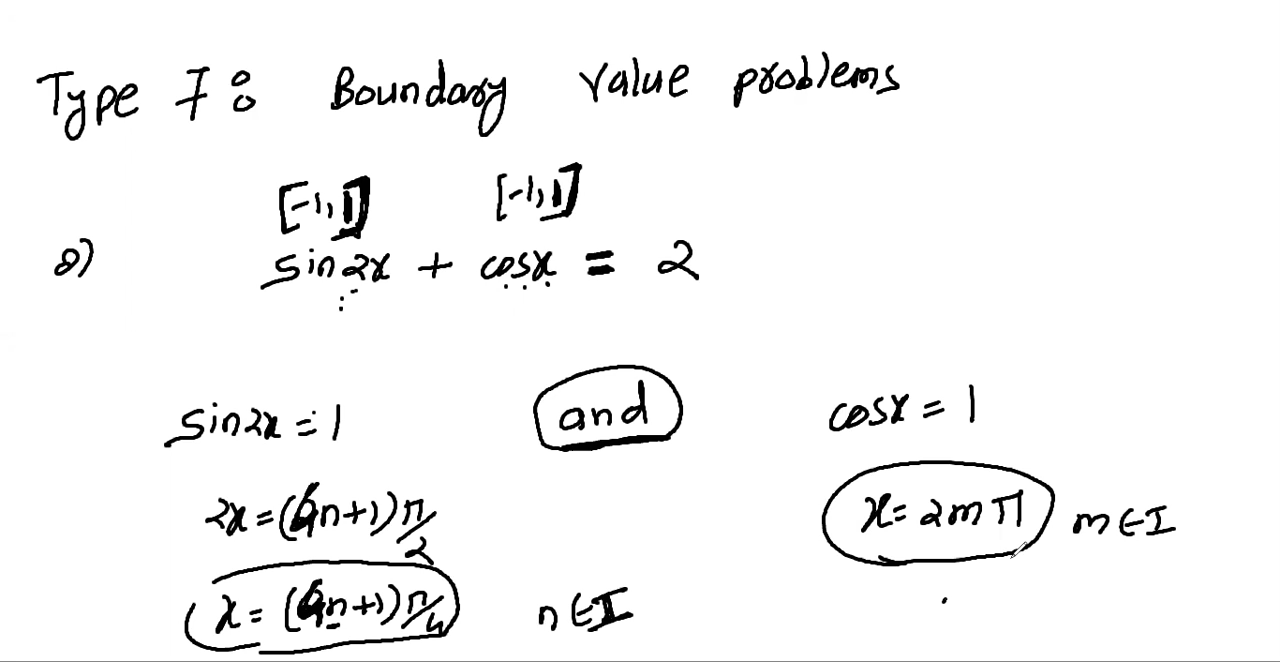 Type 7: Boundary Value problems
[-1,1] [-1,1]
Q) sin2x + cosx = 2
sin2x = 1 and cosx = 1
2x = (4n+1)π/2 x = 2mπ m∈I
x = (4n+1)π/4 n∈I